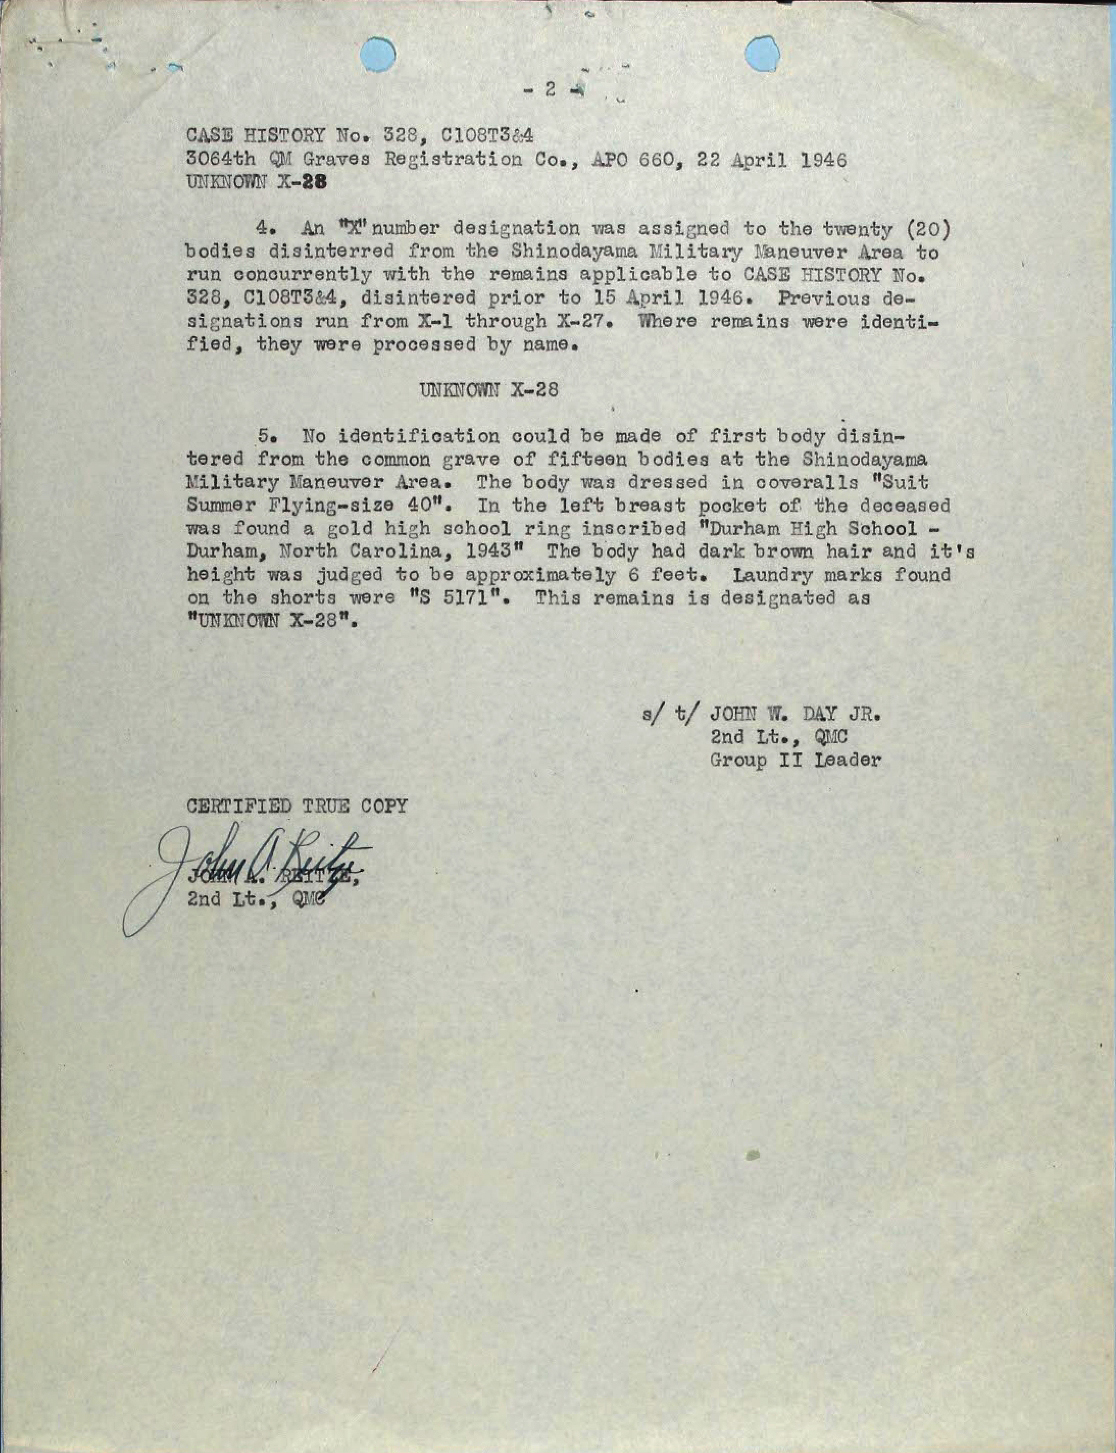 - 2 -
CASE HISTORY No. 328, C108T3&4
3064th QM Graves Registration Co., APO 660, 22 April 1946
UNKNOWN X-28
4. An "X" number designation was assigned to the twenty (20)
bodies disinterred from the Shinodayama Military Maneuver Area to
run concurrently with the remains applicable to CASE HISTORY No.
328, C108T3&4, disintered prior to 15 April 1946. Previous de-
signations run from X-1 through X-27. Where remains were identi-
fied, they were processed by name.
UNKNOWN X-28
5. No identification could be made of first body disin-
tered from the common grave of fifteen bodies at the Shinodayama
Military Maneuver Area. The body was dressed in coveralls "Suit
Summer Flying-size 40". In the left breast pocket of the deceased
was found a gold high school ring inscribed "Durham High School -
Durham, North Carolina, 1943" The body had dark brown hair and it's
height was judged to be approximately 6 feet. Laundry marks found
on the shorts were "S 5171". This remains is designated as
"UNKNOWN X-28".
s/ t/ JOHN W. DAY JR.
2nd Lt., QMC
Group II Leader
CERTIFIED TRUE COPY
John A. Reitze
JOHN A. REITZE,
2nd Lt., QMC